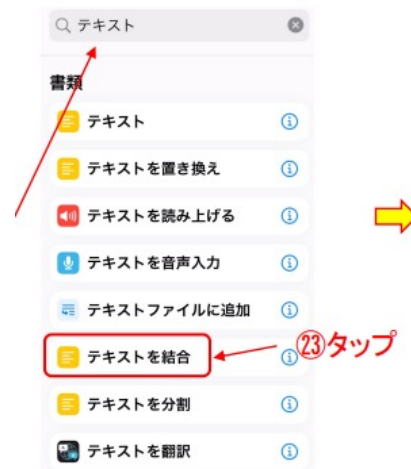 テキスト
書類
テキスト
テキストを置き換え
テキストを読み上げる
テキストを音声入力
テキストファイルに追加
テキストを結合
㉓タップ
テキストを分割
テキストを翻訳